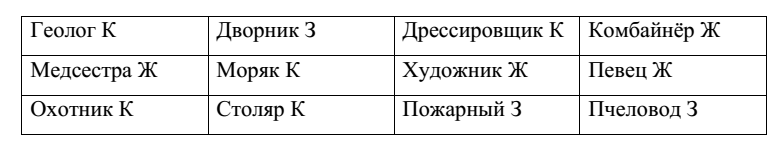 Геолог К Дворник З Дрессировщик К Комбайнёр Ж
Медсестра Ж Моряк К Художник Ж Певец Ж
Охотник К Столяр К Пожарный З Пчеловод З